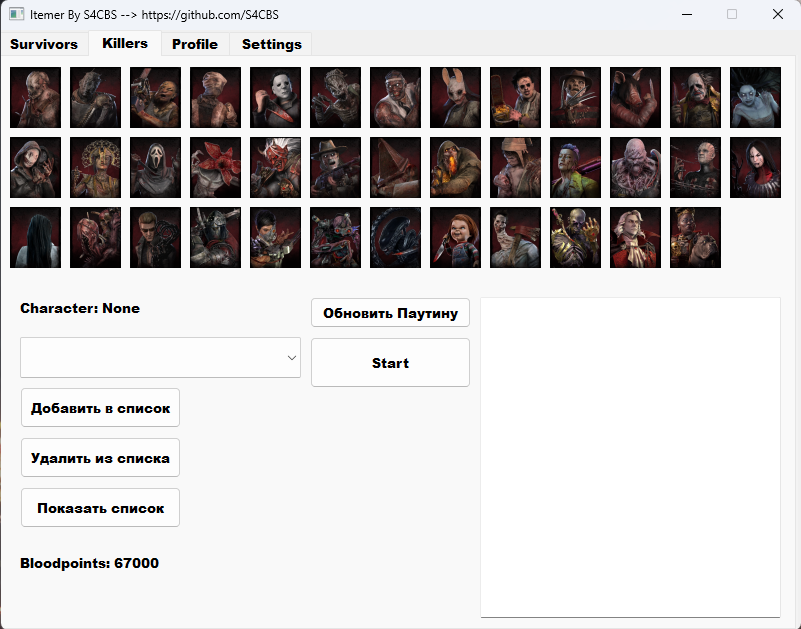 Itemer By S4CBS --> https://github.com/S4CBS
Survivors Killers Profile Settings
Character: None
Обновить Паутину
Start
Добавить в список
Удалить из списка
Показать список
Bloodpoints: 67000